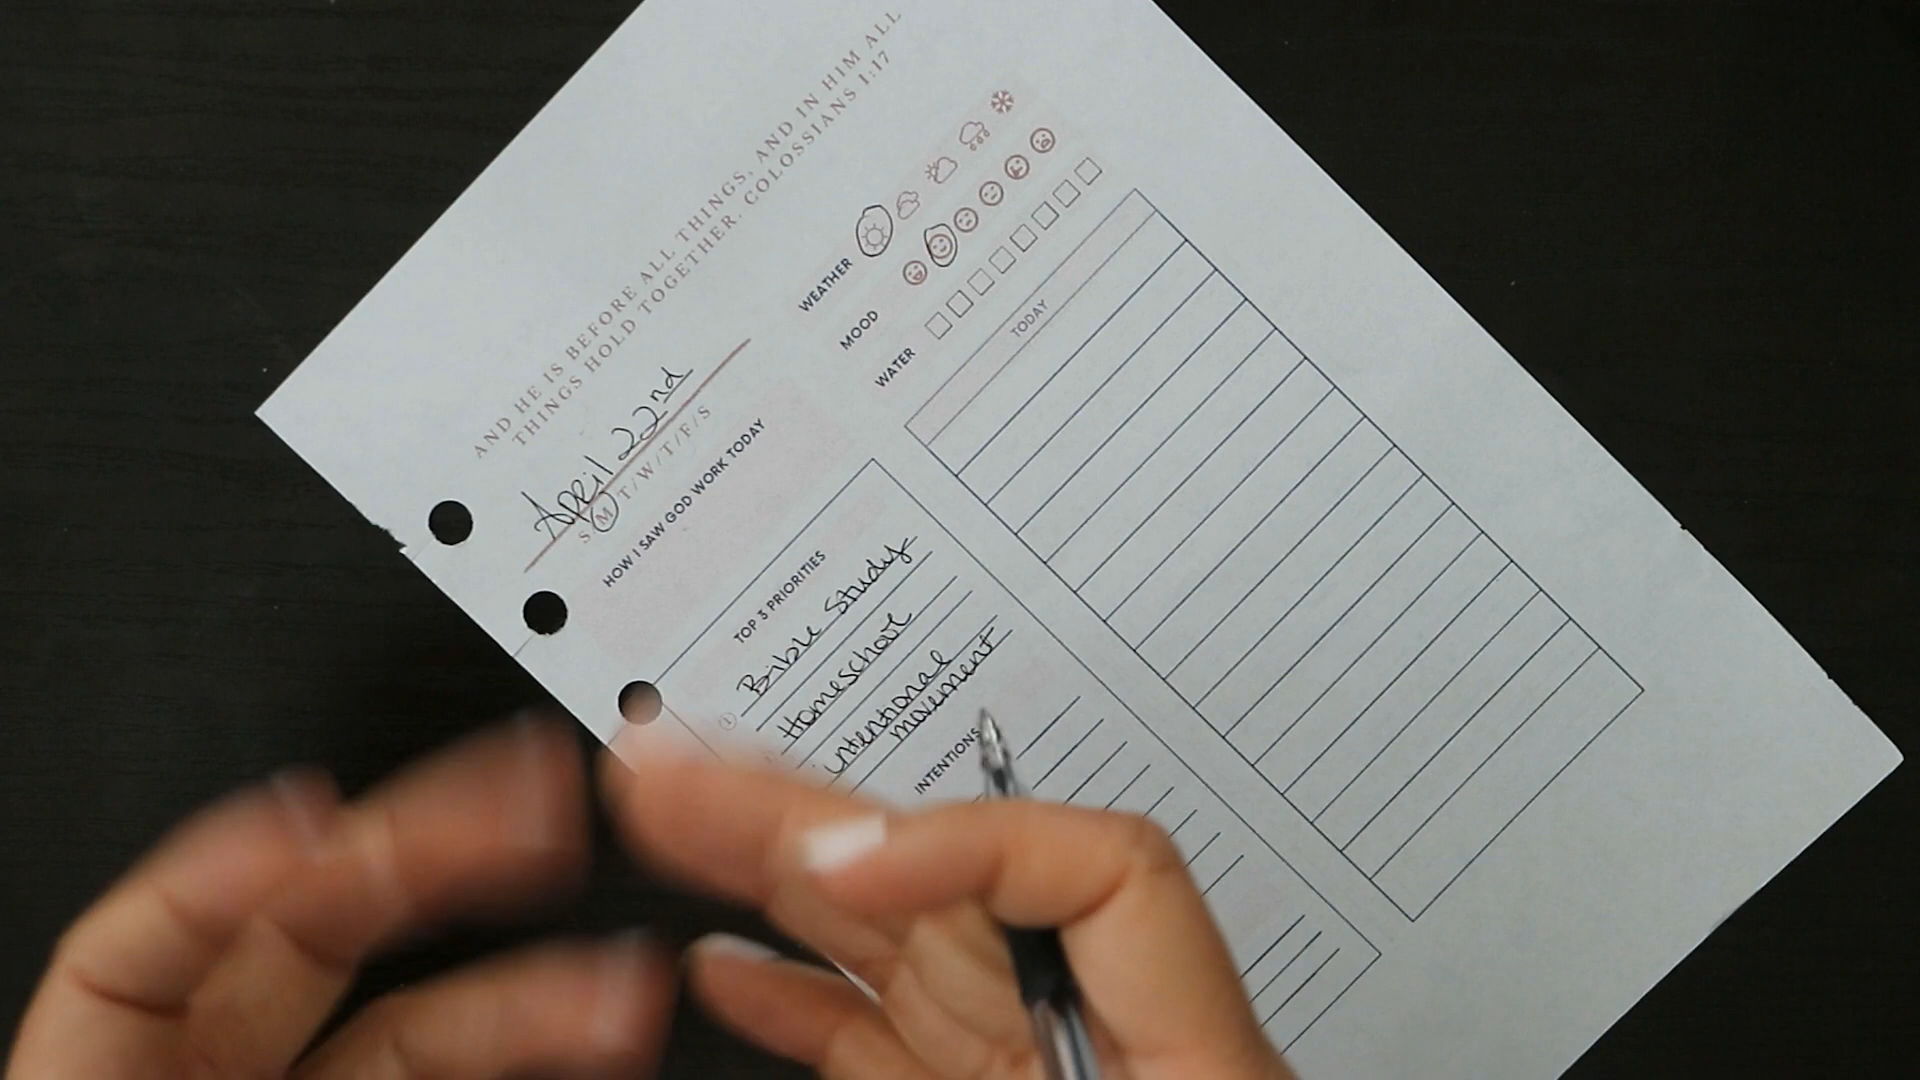 AND HE IS BEFORE ALL THINGS, AND IN HIM ALL
THINGS HOLD TOGETHER. COLOSSIANS 1:17
April 22nd
S/M/T/W/T/F/S
HOW I SAW GOD WORK TODAY
WEATHER
MOOD
WATER
TODAY
TOP 3 PRIORITIES
1 Bible Study
Homeschool
intentional
movement
INTENTIONS